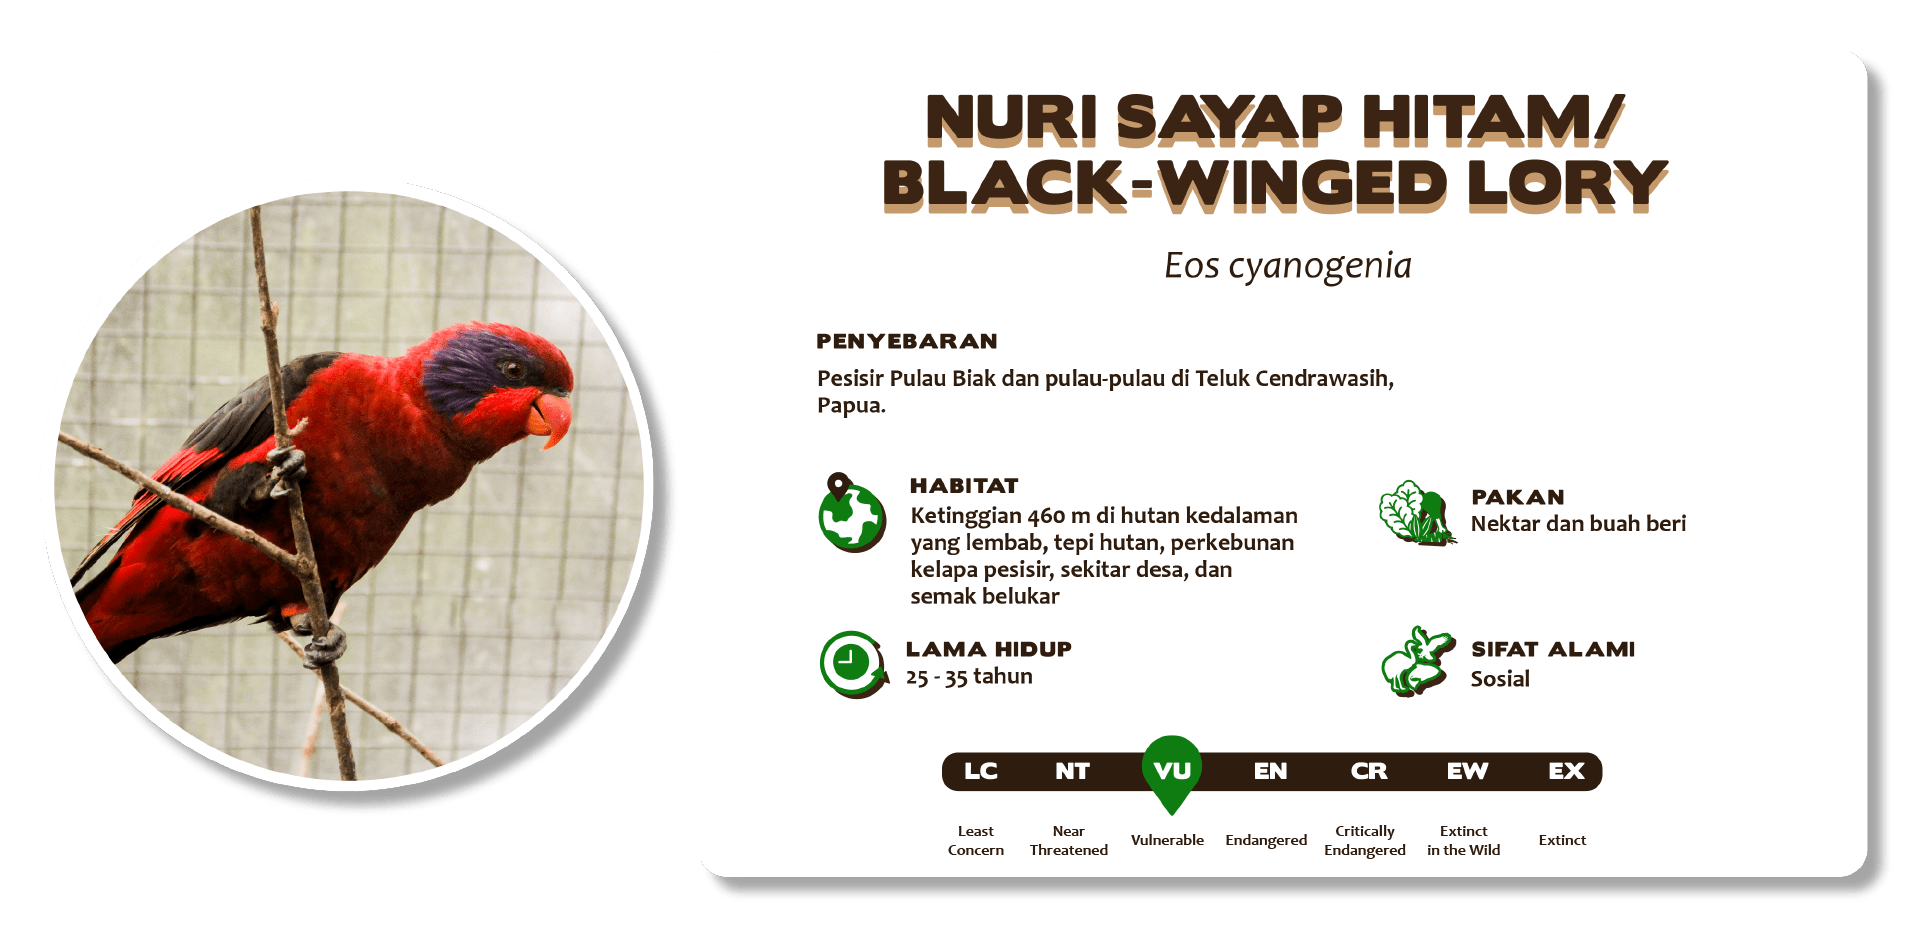 NURI SAYAP HITAM/
BLACK-WINGED LORY
Eos cyanogenia
PENYEBARAN
Pesisir Pulau Biak dan pulau-pulau di Teluk Cendrawasih,
Papua.
HABITAT
Ketinggian 460 m di hutan kedalaman
yang lembab, tepi hutan, perkebunan
kelapa pesisir, sekitar desa, dan
semak belukar
PAKAN
Nektar dan buah beri
LAMA HIDUP
25 - 35 tahun
SIFAT ALAMI
Sosial
LC NT VU EN CR EW EX
Least Concern
Near Threatened
Vulnerable
Endangered
Critically Endangered
Extinct in the Wild
Extinct